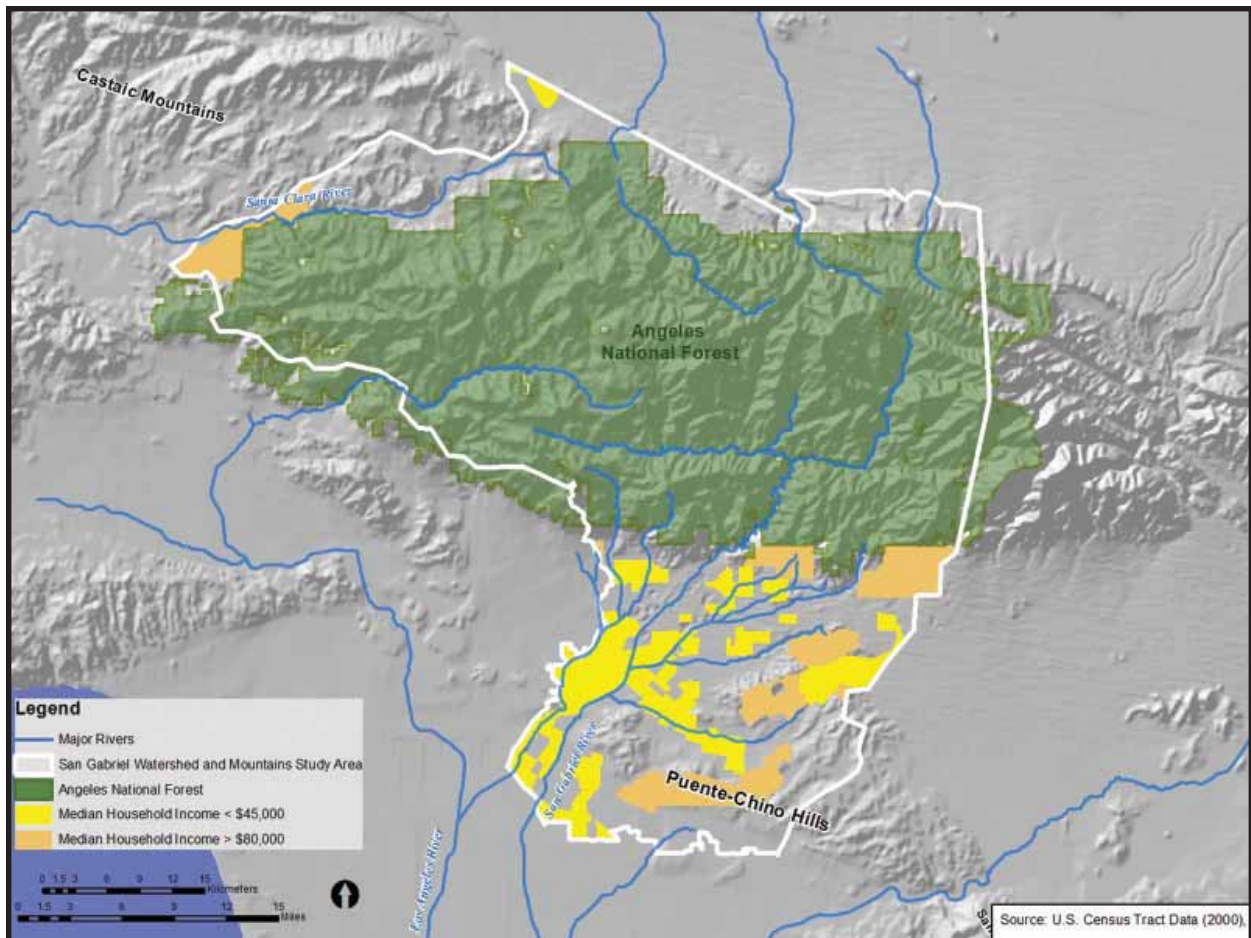 Castaic Mountains
Santa Clara River
Angeles
National Forest
San Gabriel River
Puente-Chino Hills
Los Angeles River
Legend
Major Rivers
San Gabriel Watershed and Mountains Study Area
Angeles National Forest
Median Household Income < $45,000
Median Household Income > $80,000
0 1.5 3 6 9 12 15
Kilometers
0 1.5 3 6 9 12 15
Miles
Source: U.S. Census Tract Data (2000),